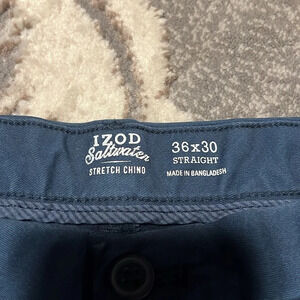 IZOD
Saltwater
STRETCH CHINO
36x30
STRAIGHT
MADE IN BANGLADESH